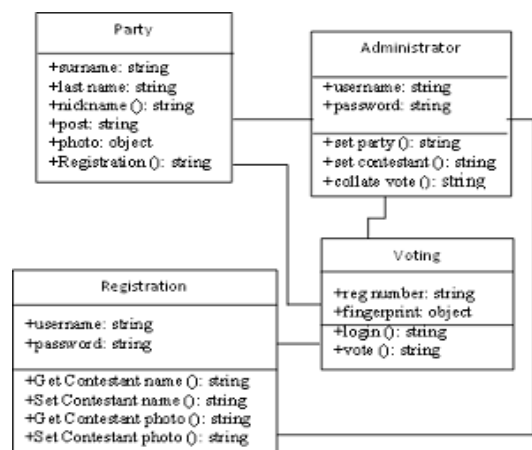 Party
+surname: string
+last name: string
+nickname (): string
+post: string
+photo: object
+Registration (): string
Administrator
+username: string
+password: string
+set party (): string
+set contestant (): string
+collate vote (): string
Voting
+reg number: string
+fingerprint: object
+login (): string
+vote (): string
Registration
+username: string
+password: string
+Get Contestant name (): string
+Set Contestant name (): string
+Get Contestant photo (): string
+Set Contestant photo (): string